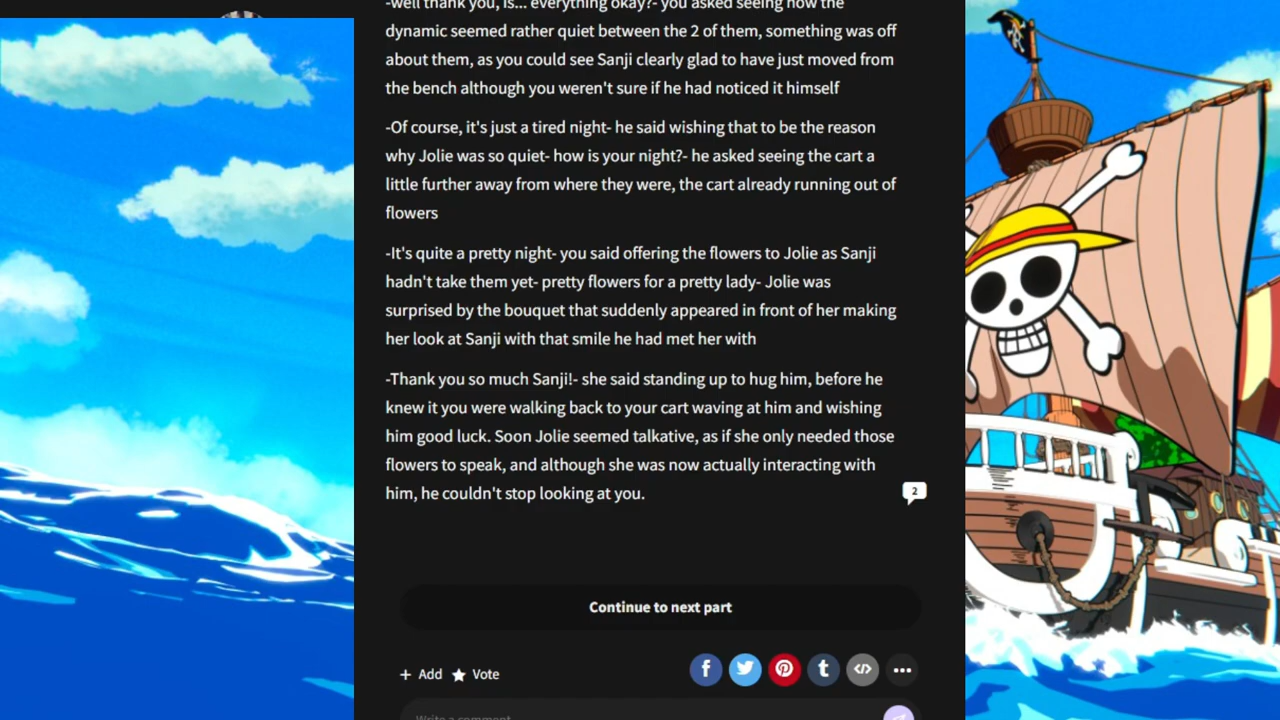 -well thank you, is... everything okay?- you asked seeing how the
dynamic seemed rather quiet between the 2 of them, something was off
about them, as you could see Sanji clearly glad to have just moved from
the bench although you weren't sure if he had noticed it himself
-Of course, it's just a tired night- he said wishing that to be the reason
why Jolie was so quiet- how is your night?- he asked seeing the cart a
little further away from where they were, the cart already running out of
flowers
-It's quite a pretty night- you said offering the flowers to Jolie as Sanji
hadn't take them yet- pretty flowers for a pretty lady- Jolie was
surprised by the bouquet that suddenly appeared in front of her making
her look at Sanji with that smile he had met her with
-Thank you so much Sanji!- she said standing up to hug him, before he
knew it you were walking back to your cart waving at him and wishing
him good luck. Soon Jolie seemed talkative, as if she only needed those
flowers to speak, and although she was now actually interacting with
him, he couldn't stop looking at you.
2
Continue to next part
+ Add ★ Vote
Write a comment...